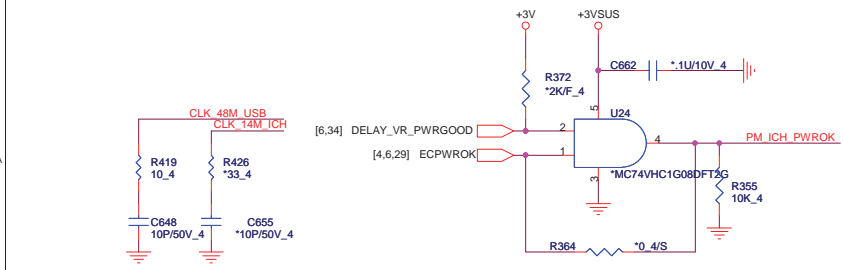 +3V
+3VSUS
C662
*.1U/10V_4
R372
*2K/F_4
5
U24
CLK_48M_USB
CLK_14M_ICH
[6,34] DELAY_VR_PWRGOOD
2
4
PM_ICH_PWROK
[4,6,29] ECPWROK
1
R419
10_4
R426
*33_4
3
*MC74VHC1G08DFT2G
R355
10K_4
C648
10P/50V_4
C655
*10P/50V_4
R364
*0_4/S